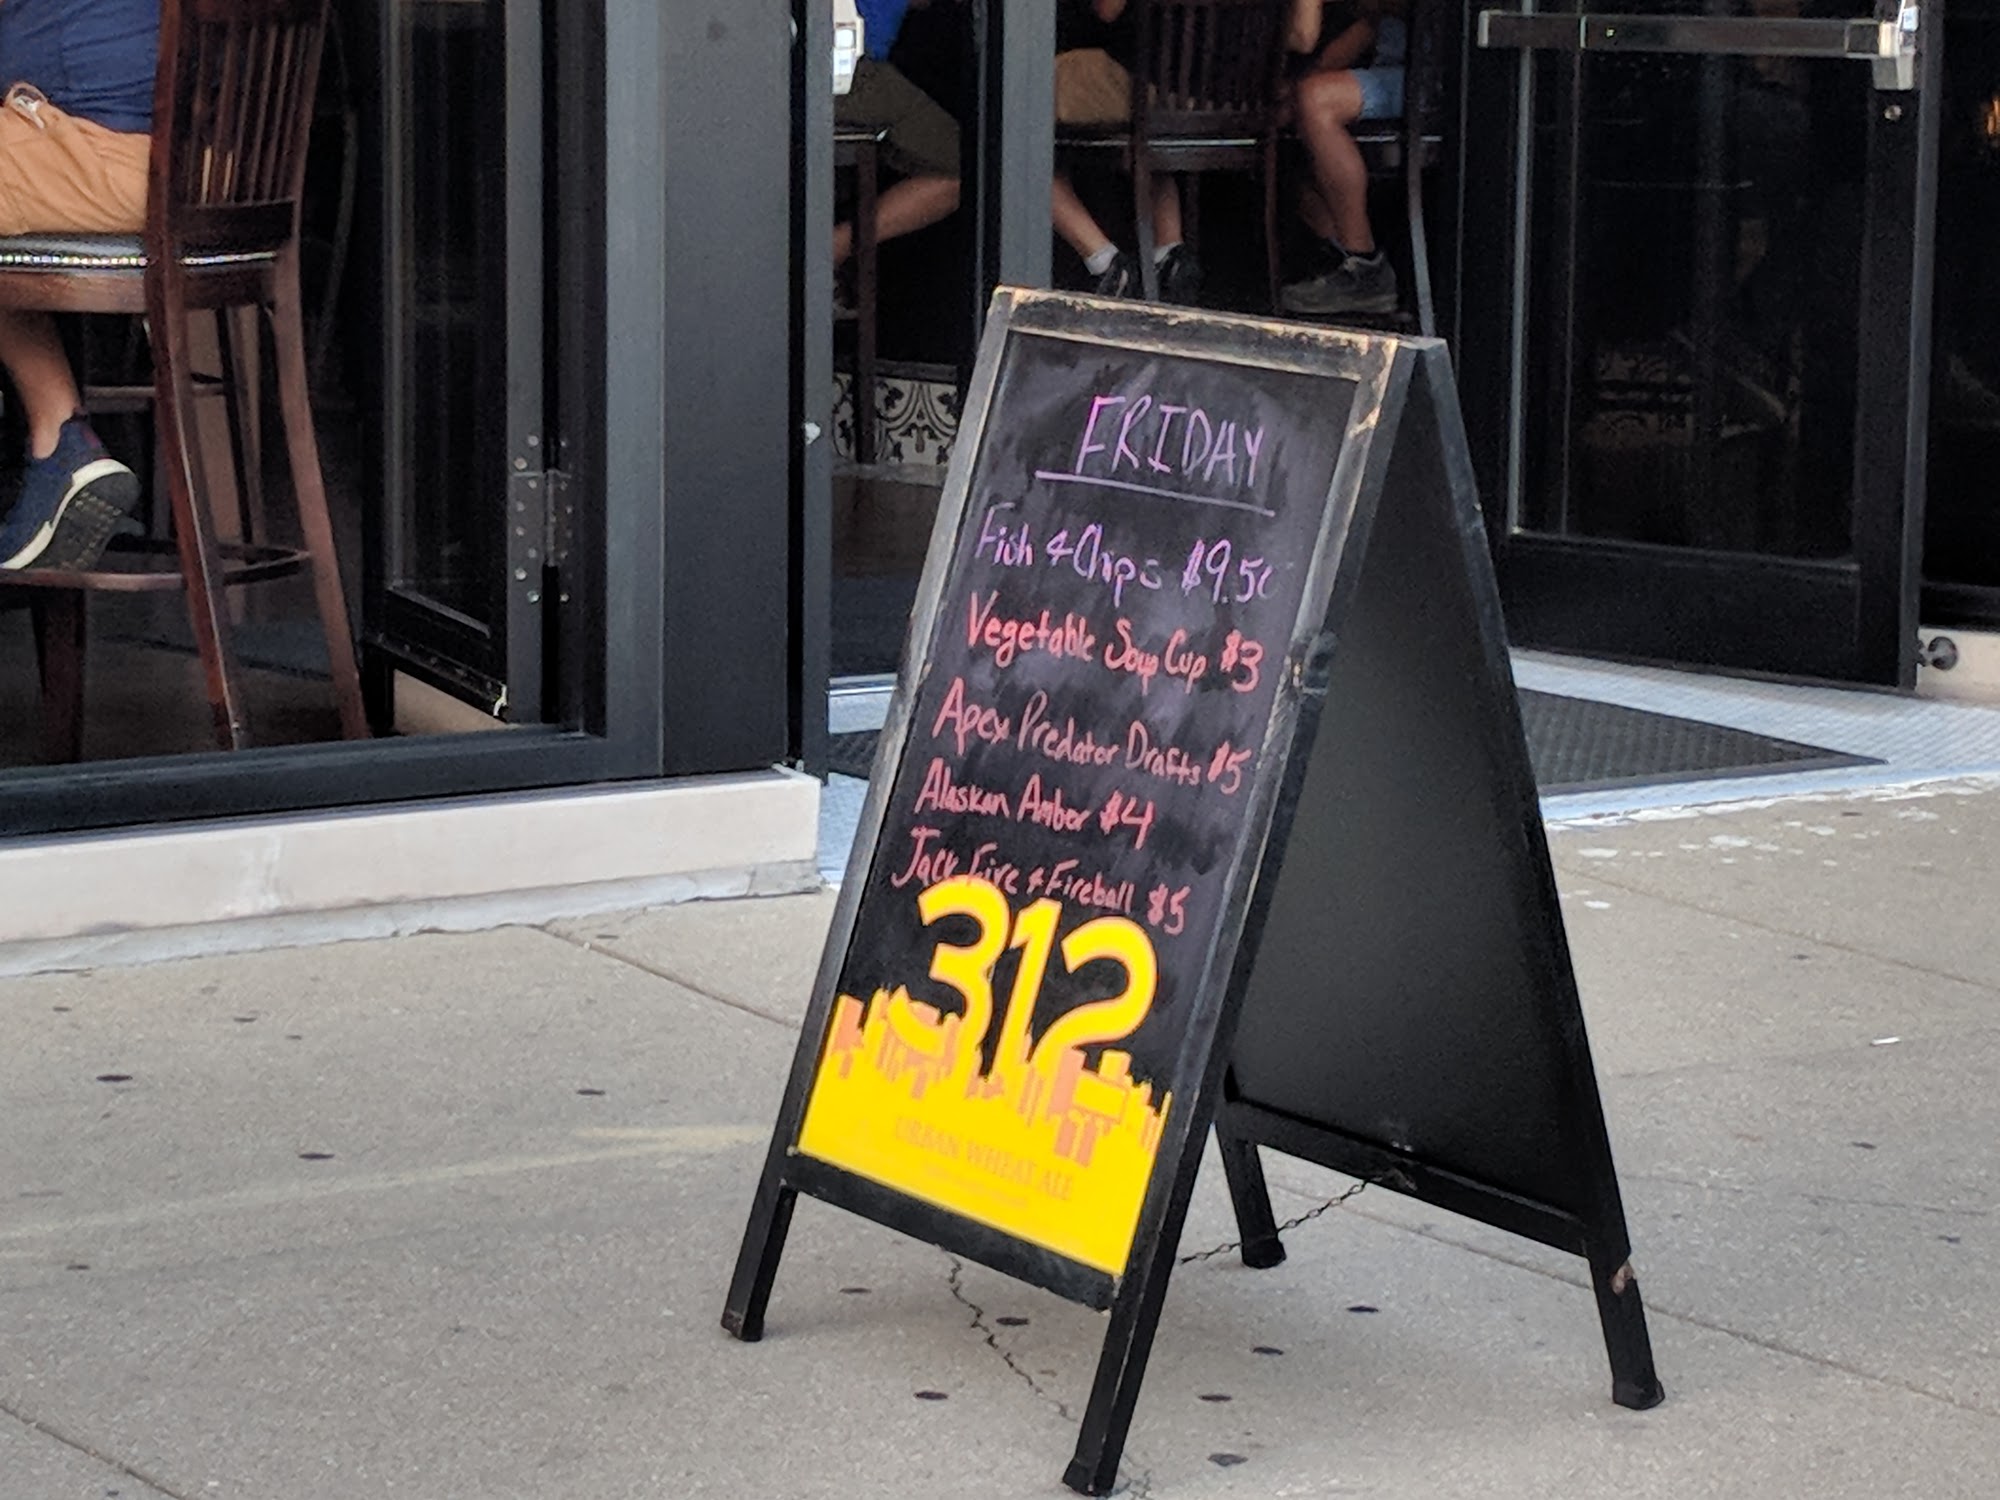 FRIDAY
Fish & Chips $9.50
Vegetable Soup Cup $3
Apex Predator Drafts $5
Alaskan Amber $4
Jack Fire & Fireball $5
312
URBAN WHEAT ALE